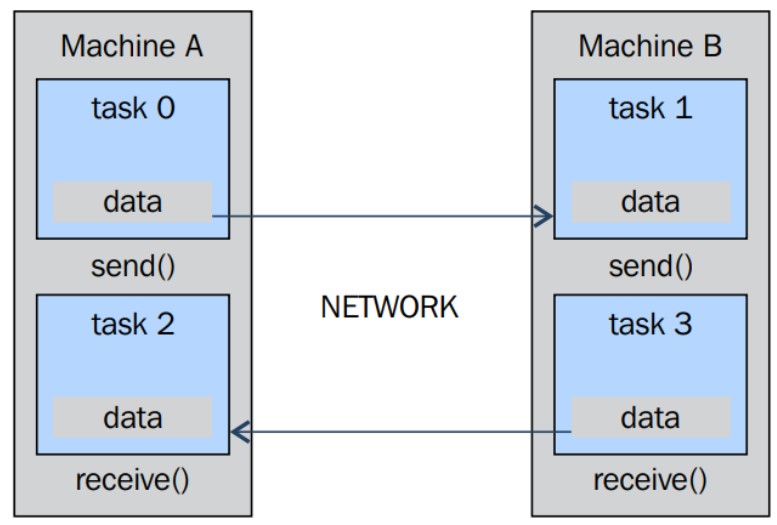 Machine A
task 0
data
send()
task 2
data
receive()
NETWORK
Machine B
task 1
data
send()
task 3
data
receive()